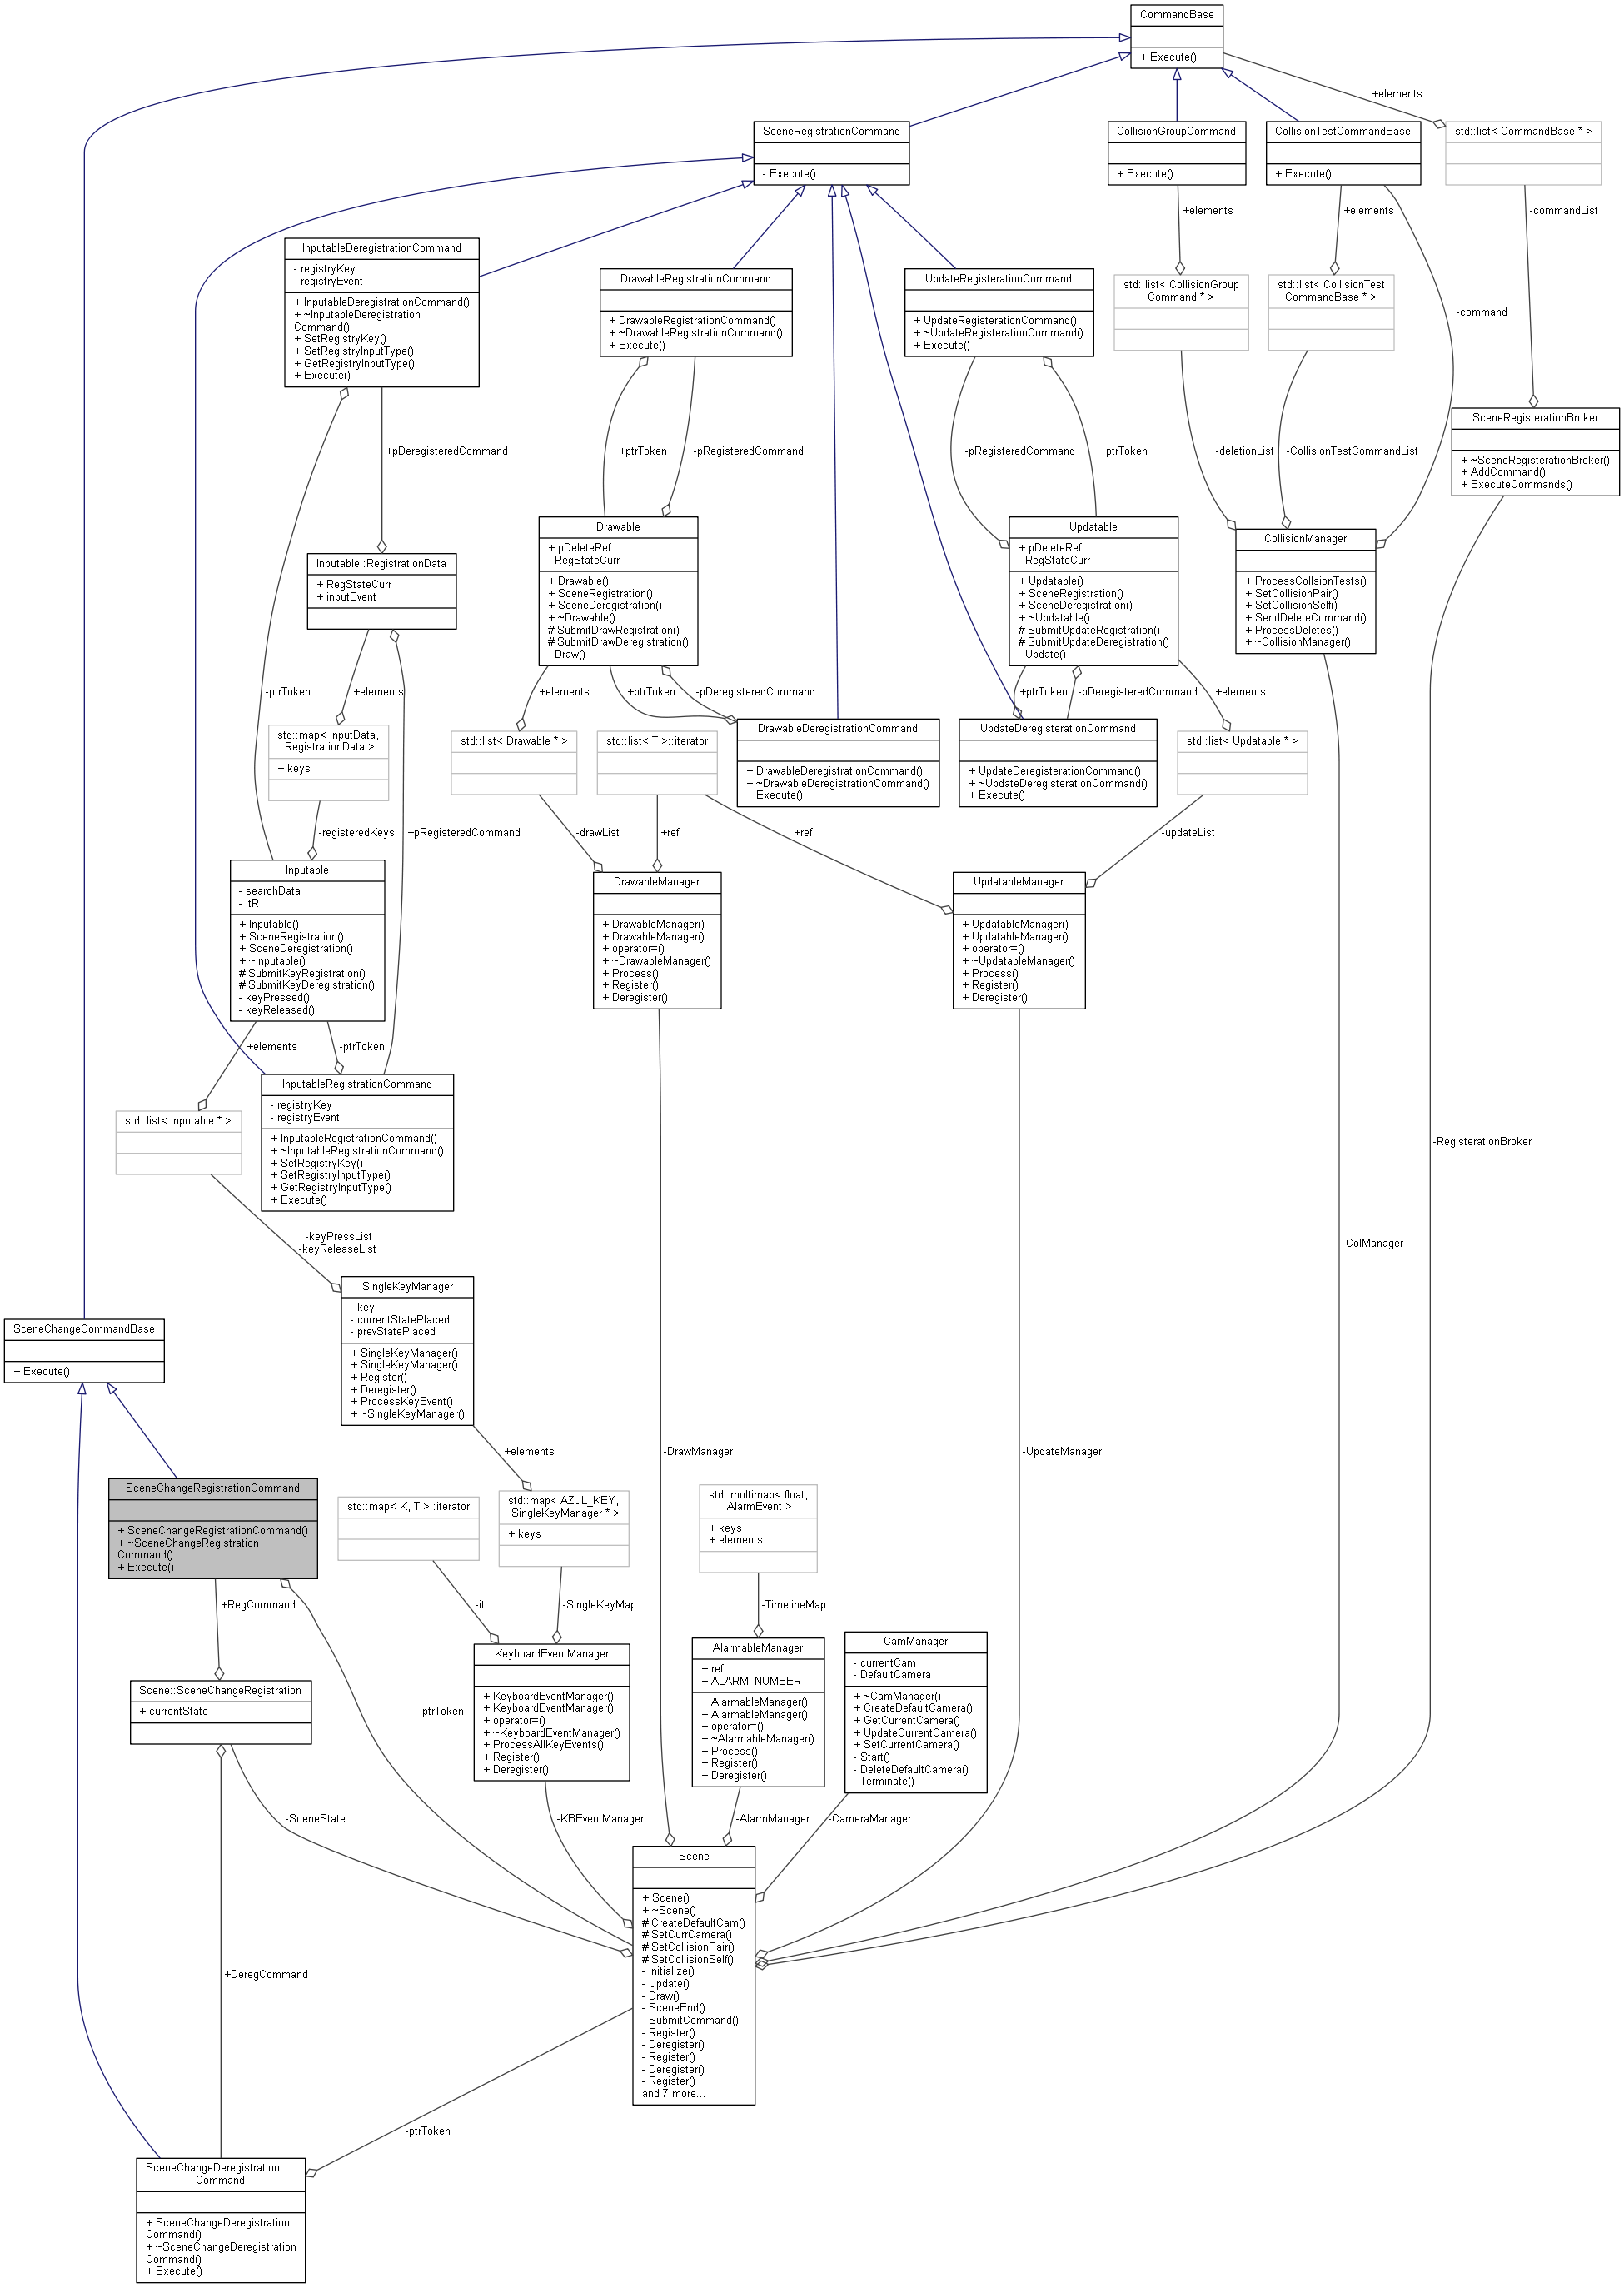 CommandBase
+ Execute()
+elements
SceneRegistrationCommand
- Execute()
CollisionGroupCommand
+ Execute()
CollisionTestCommandBase
+ Execute()
std::list< CommandBase * >
+elements
+elements
-commandList
InputableDeregistrationCommand
- registryKey
- registryEvent
+ InputableDeregistrationCommand()
+ ~InputableDeregistration
Command()
+ SetRegistryKey()
+ SetRegistryInputType()
+ GetRegistryInputType()
+ Execute()
DrawableRegistrationCommand
+ DrawableRegistrationCommand()
+ ~DrawableRegistrationCommand()
+ Execute()
UpdateRegisterationCommand
+ UpdateRegistrationCommand()
+ ~UpdateRegisterationCommand()
+ Execute()
std::list< CollisionGroup
Command * >
std::list< CollisionTest
CommandBase * >
-command
SceneRegisterationBroker
+ ~SceneRegisterationBroker()
+ AddCommand()
+ ExecuteCommands()
+pDeregisteredCommand
+ptrToken
-pRegisteredCommand
-pRegisteredCommand
+ptrToken
-deletionList
-CollisionTestCommandList
Drawable
+ pDeleteRef
- RegStateCurr
+ Drawable()
+ SceneRegistration()
+ SceneDeregistration()
+ ~Drawable()
# SubmitDrawRegistration()
# SubmitDrawDeregistration()
- Draw()
Updatable
+ pDeleteRef
- RegStateCurr
+ Updatable()
+ SceneRegistration()
+ SceneDeregistration()
+ ~Updatable()
# SubmitUpdateRegistration()
# SubmitUpdateDeregistration()
- Update()
CollisionManager
+ ProcessCollsionTests()
+ SetCollisionPair()
+ SetCollisionSelf()
+ SendDeleteCommand()
+ ProcessDeletes()
+ ~CollisionManager()
Inputable::RegistrationData
+ RegStateCurr
+ inputEvent
-ptrToken
+elements
+elements
+ptrToken
-pDeregisteredCommand
+ptrToken
-pDeregisteredCommand
+elements
std::map< InputData,
RegistrationData >
+ keys
std::list< Drawable * >
std::list< T >::iterator
DrawableDeregistrationCommand
+ DrawableDeregistrationCommand()
+ ~DrawableDeregistrationCommand()
+ Execute()
UpdateDeregisterationCommand
+ UpdateDeregisterationCommand()
+ ~UpdateDeregisterationCommand()
+ Execute()
std::list< Updatable * >
-registeredKeys
+pRegisteredCommand
-drawList
+ref
+ref
-updateList
Inputable
- searchData
- itR
+ Inputable()
+ SceneRegistration()
+ SceneDeregistration()
+ ~Inputable()
# SubmitKeyRegistration()
# SubmitKeyDeregistration()
- keyPressed()
- keyReleased()
DrawableManager
+ DrawableManager()
+ DrawableManager()
+ operator=()
+ ~DrawableManager()
+ Process()
+ Register()
+ Deregister()
UpdatableManager
+ UpdatableManager()
+ UpdatableManager()
+ operator=()
+ ~UpdatableManager()
+ Process()
+ Register()
+ Deregister()
+elements
-ptrToken
std::list< Inputable * >
InputableRegistrationCommand
- registryKey
- registryEvent
+ InputableRegistrationCommand()
+ ~InputableRegistrationCommand()
+ SetRegistryKey()
+ SetRegistryInputType()
+ GetRegistryInputType()
+ Execute()
-RegisterationBroker
-keyPressList
-keyReleaseList
-ColManager
SingleKeyManager
- key
- currentStatePlaced
- prevStatePlaced
+ SingleKeyManager()
+ SingleKeyManager()
+ Register()
+ Deregister()
+ ProcessKeyEvent()
+ ~SingleKeyManager()
SceneChangeCommandBase
+ Execute()
+elements
-DrawManager
-UpdateManager
SceneChangeRegistrationCommand
+ SceneChangeRegistrationCommand()
+ ~SceneChangeRegistration
Command()
+ Execute()
std::map< K, T >::iterator
std::map< AZUL_KEY,
SingleKeyManager * >
+ keys
std::multimap< float,
AlarmEvent >
+ keys
+ elements
+RegCommand
-it
-SingleKeyMap
-TimelineMap
Scene::SceneChangeRegistration
+ currentState
-ptrToken
KeyboardEventManager
+ KeyboardEventManager()
+ KeyboardEventManager()
+ operator=()
+ ~KeyboardEventManager()
+ ProcessAllKeyEvents()
+ Register()
+ Deregister()
AlarmableManager
+ ref
+ ALARM_NUMBER
+ AlarmableManager()
+ AlarmableManager()
+ operator=()
+ ~AlarmableManager()
+ Process()
+ Register()
+ Deregister()
CamManager
- currentCam
- DefaultCamera
+ ~CamManager()
+ CreateDefaultCamera()
+ GetCurrentCamera()
+ UpdateCurrentCamera()
+ SetCurrentCamera()
- Start()
- DeleteDefaultCamera()
- Terminate()
-SceneState
-KBEventManager
-AlarmManager
-CameraManager
Scene
+ Scene()
+ ~Scene()
# CreateDefaultCam()
# SetCurrCamera()
# SetCollisionPair()
# SetCollisionSelf()
- Initialize()
- Update()
- Draw()
- SceneEnd()
- SubmitCommand()
- Register()
- Deregister()
- Register()
- Deregister()
- Register()
and 7 more...
+DeregCommand
-ptrToken
SceneChangeDeregistration
Command
+ SceneChangeDeregistration
Command()
+ ~SceneChangeDeregistration
Command()
+ Execute()